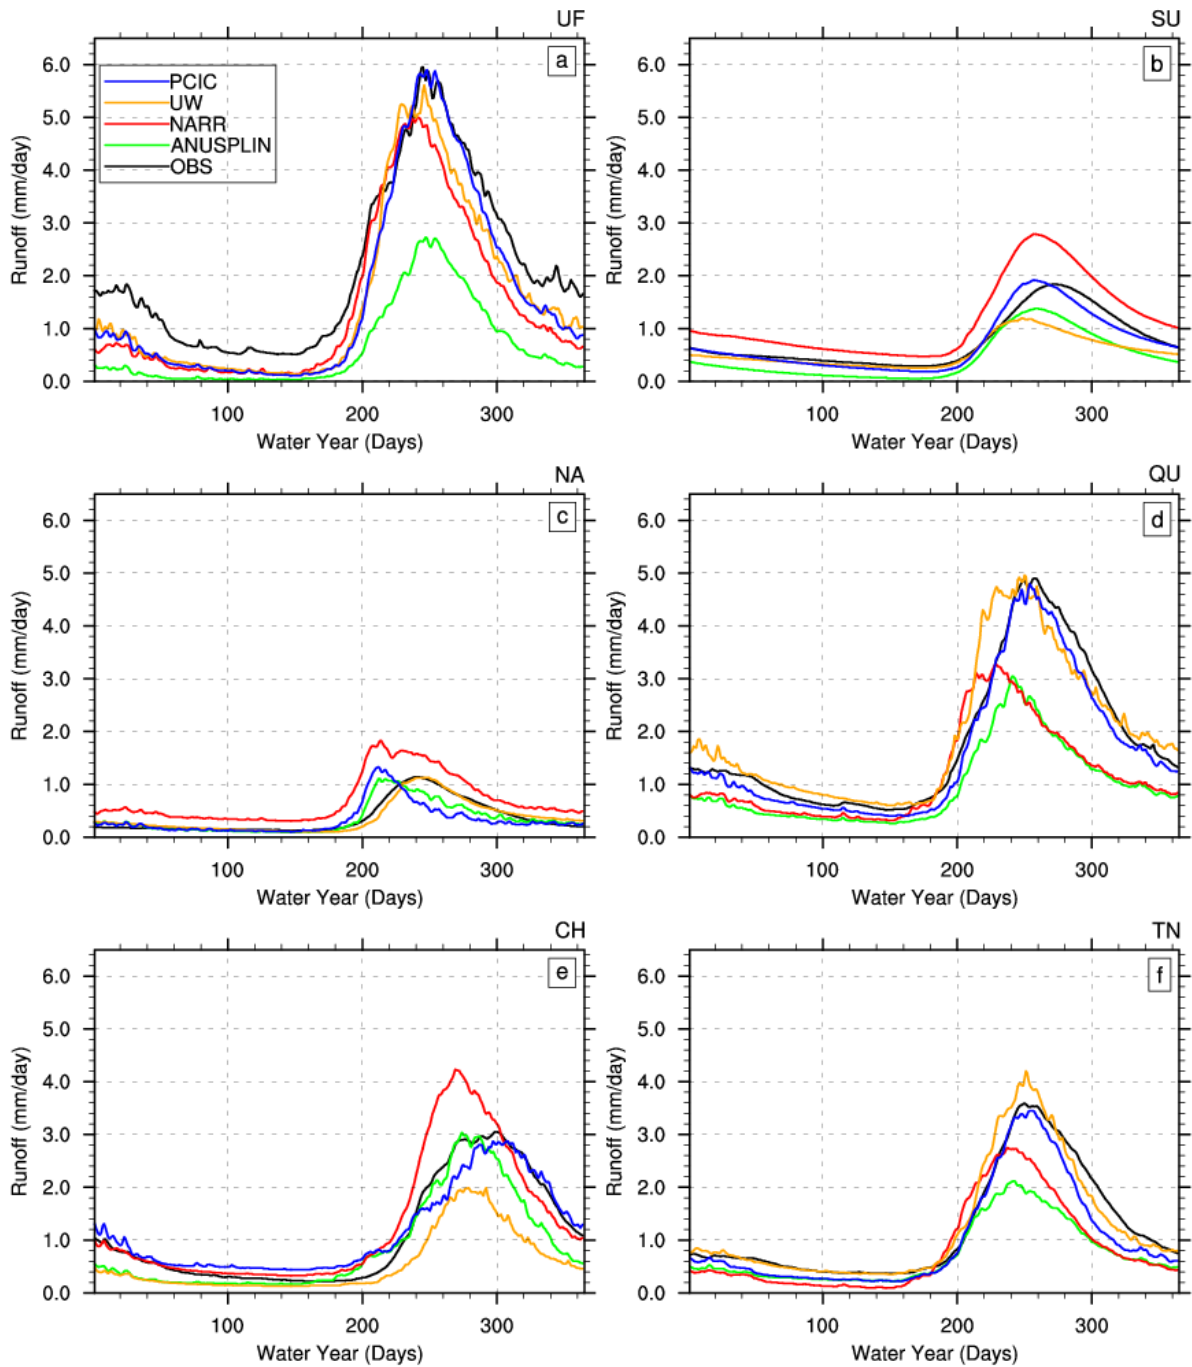 UF
a
PCIC
UW
NARR
ANUSPLIN
OBS
6.0
5.0
4.0
3.0
2.0
1.0
0.0
Runoff (mm/day)
100 200 300
Water Year (Days)
SU
b
6.0
5.0
4.0
3.0
2.0
1.0
0.0
Runoff (mm/day)
100 200 300
Water Year (Days)
NA
c
6.0
5.0
4.0
3.0
2.0
1.0
0.0
Runoff (mm/day)
100 200 300
Water Year (Days)
QU
d
6.0
5.0
4.0
3.0
2.0
1.0
0.0
Runoff (mm/day)
100 200 300
Water Year (Days)
CH
e
6.0
5.0
4.0
3.0
2.0
1.0
0.0
Runoff (mm/day)
100 200 300
Water Year (Days)
TN
f
6.0
5.0
4.0
3.0
2.0
1.0
0.0
Runoff (mm/day)
100 200 300
Water Year (Days)